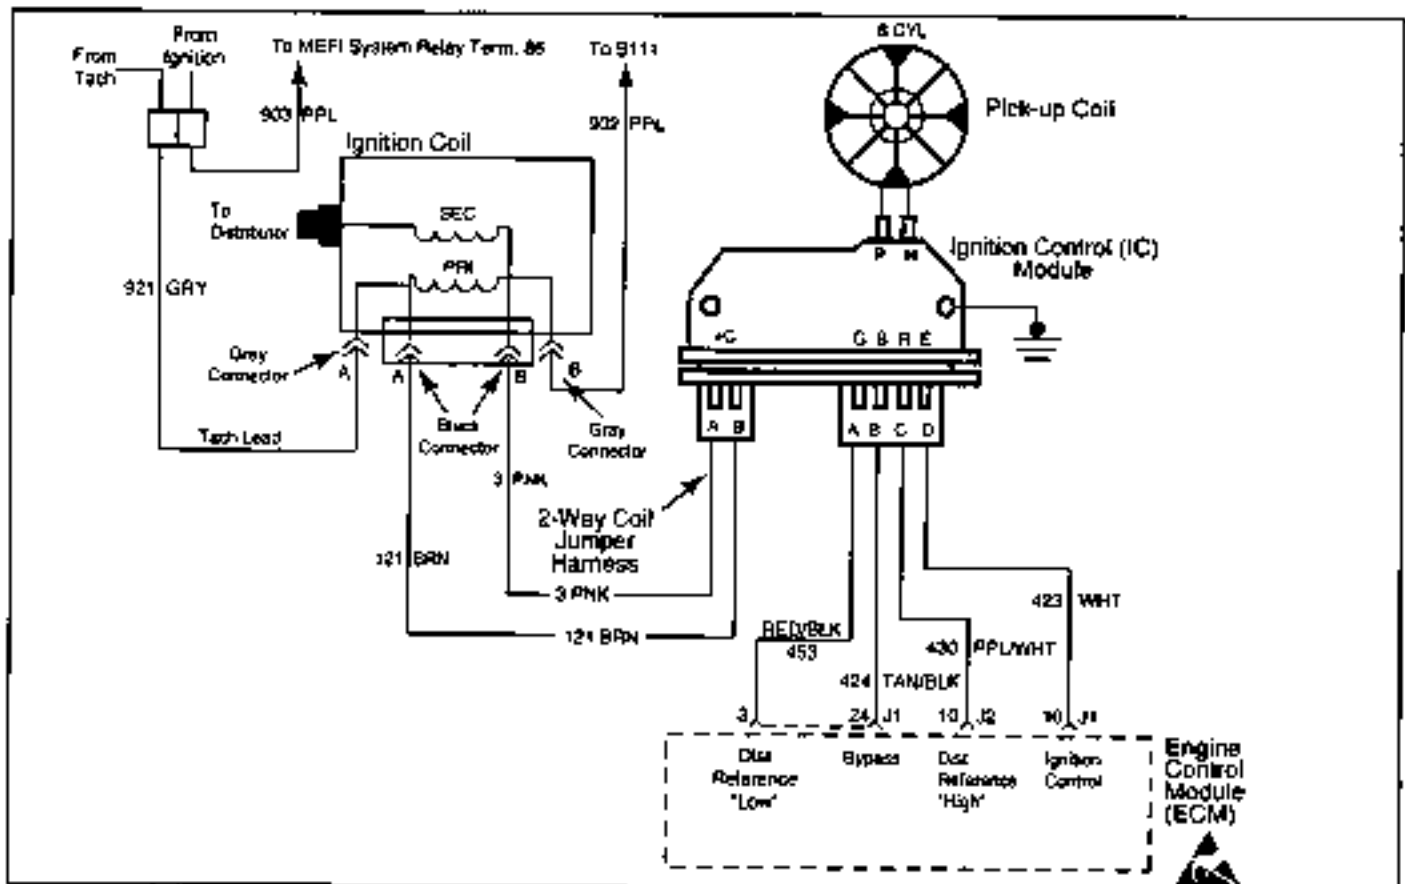 From
Tach
From
Ignition
To MEFI System Relay Term. 86
To S111
8 CYL
Pick-up Coil
903 PPL
902 PPL
Ignition Coil
To
Distributor
SEC
PRI
921 GRY
Ignition Control (IC)
Module
P N
+C
G B R E
Gray
Connector
A
A
B
B
A B
A B C D
Black
Connector
Gray
Connector
Tach Lead
3 PNK
2-Way Coil
Jumper
Harness
121 BRN
3 PNK
121 BRN
423 WHT
RED/BLK
453
430 PPL/WHT
424 TAN/BLK
3
24 J1
10 J2
10 J1
Dist
Reference
"Low"
Bypass
Dist
Reference
"High"
Ignition
Control
Engine
Control
Module
(ECM)